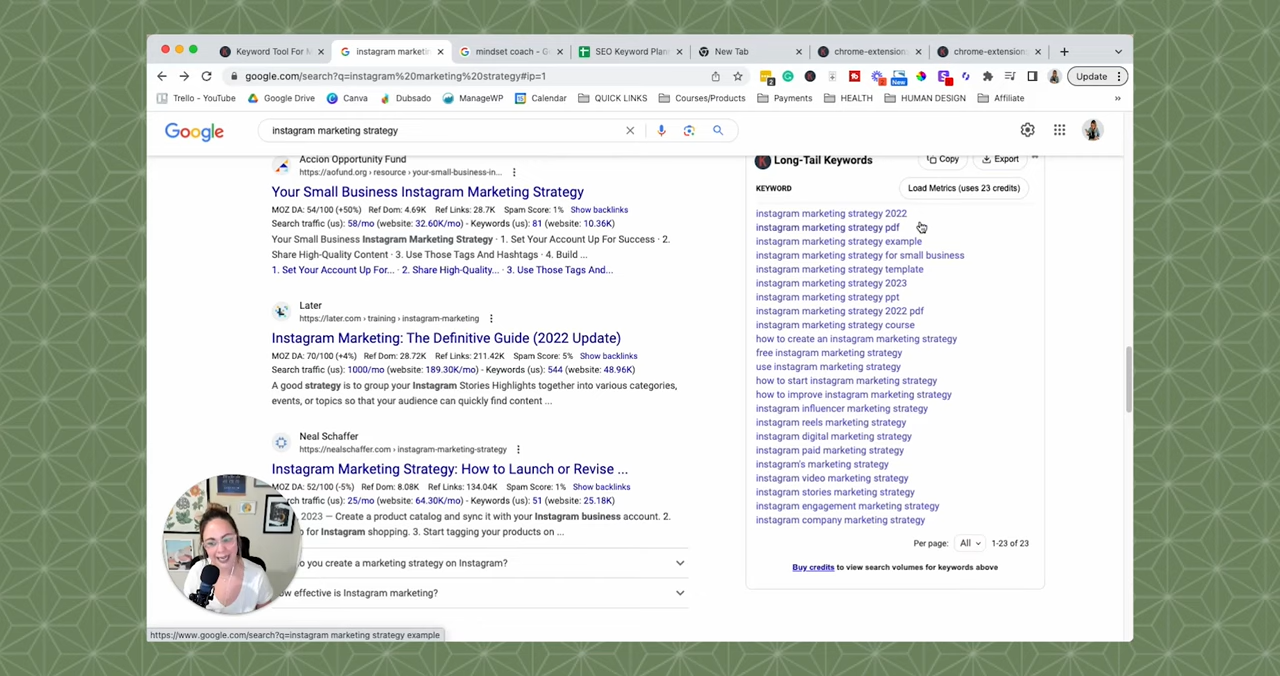 Keyword Tool For M
instagram marketi
mindset coach - G
SEO Keyword Plan
New Tab
chrome-extension:
chrome-extension:
google.com/search?q=instagram%20marketing%20strategy#ip=1
2
New
Update
Trello - YouTube
Google Drive
Canva
Dubsado
ManageWP
Calendar
QUICK LINKS
Courses/Products
Payments
HEALTH
HUMAN DESIGN
Affiliate
»
Google
instagram marketing strategy
Accion Opportunity Fund
https://aofund.org › resource › your-small-business-in...
Your Small Business Instagram Marketing Strategy
MOZ DA: 54/100 (+50%) Ref Dom: 4.69K Ref Links: 28.7K Spam Score: 1% Show backlinks
Search traffic (us): 58/mo (website: 32.60K/mo) - Keywords (us): 81 (website: 10.36K)
Your Small Business Instagram Marketing Strategy · 1. Set Your Account Up For Success · 2.
Share High-Quality Content · 3. Use Those Tags And Hashtags · 4. Build ...
1. Set Your Account Up For... · 2. Share High-Quality... · 3. Use Those Tags And...
Later
https://later.com › training › instagram-marketing
Instagram Marketing: The Definitive Guide (2022 Update)
MOZ DA: 70/100 (+4%) Ref Dom: 28.72K Ref Links: 211.42K Spam Score: 5% Show backlinks
Search traffic (us): 1000/mo (website: 189.30K/mo) - Keywords (us): 544 (website: 48.96K)
A good strategy is to group your Instagram Stories Highlights together into various categories,
events, or topics so that your audience can quickly find content ...
Neal Schaffer
https://nealschaffer.com › instagram-marketing-strategy
Instagram Marketing Strategy: How to Launch or Revise ...
MOZ DA: 52/100 (-5%) Ref Dom: 8.08K Ref Links: 134.04K Spam Score: 1% Show backlinks
rch traffic (us): 25/mo (website: 64.30K/mo) - Keywords (us): 51 (website: 25.18K)
, 2023 — Create a product catalog and sync it with your Instagram business account. 2.
for Instagram shopping. 3. Start tagging your products on ...
o you create a marketing strategy on Instagram?
ow effective is Instagram marketing?
Long-Tail Keywords
Copy
Export
KEYWORD
Load Metrics (uses 23 credits)
instagram marketing strategy 2022
instagram marketing strategy pdf
instagram marketing strategy example
instagram marketing strategy for small business
instagram marketing strategy template
instagram marketing strategy 2023
instagram marketing strategy ppt
instagram marketing strategy 2022 pdf
instagram marketing strategy course
how to create an instagram marketing strategy
free instagram marketing strategy
use instagram marketing strategy
how to start instagram marketing strategy
how to improve instagram marketing strategy
instagram influencer marketing strategy
instagram reels marketing strategy
instagram digital marketing strategy
instagram paid marketing strategy
instagram's marketing strategy
instagram video marketing strategy
instagram stories marketing strategy
instagram engagement marketing strategy
instagram company marketing strategy
Per page: All 1-23 of 23
Buy credits to view search volumes for keywords above
https://www.google.com/search?q=instagram marketing strategy example